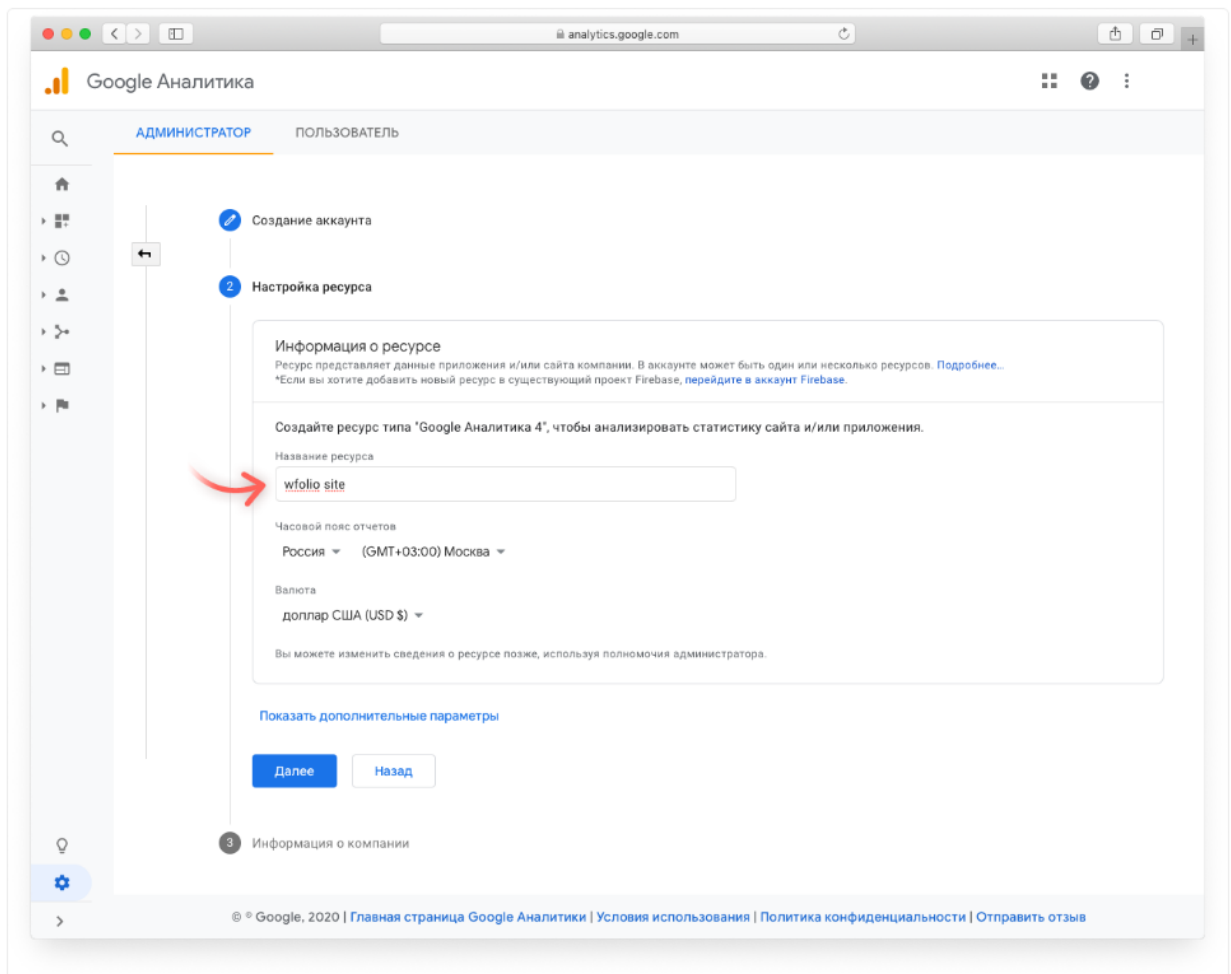 analytics.google.com
Google Аналитика
АДМИНИСТРАТОР ПОЛЬЗОВАТЕЛЬ
Создание аккаунта
2 Настройка ресурса
Информация о ресурсе
Ресурс представляет данные приложения и/или сайта компании. В аккаунте может быть один или несколько ресурсов. Подробнее...
*Если вы хотите добавить новый ресурс в существующий проект Firebase, перейдите в аккаунт Firebase.
Создайте ресурс типа "Google Аналитика 4", чтобы анализировать статистику сайта и/или приложения.
Название ресурса
wfolio site
Часовой пояс отчетов
Россия (GMT+03:00) Москва
Валюта
доллар США (USD $)
Вы можете изменить сведения о ресурсе позже, используя полномочия администратора.
Показать дополнительные параметры
Далее Назад
3 Информация о компании
© ® Google, 2020 | Главная страница Google Аналитики | Условия использования | Политика конфиденциальности | Отправить отзыв